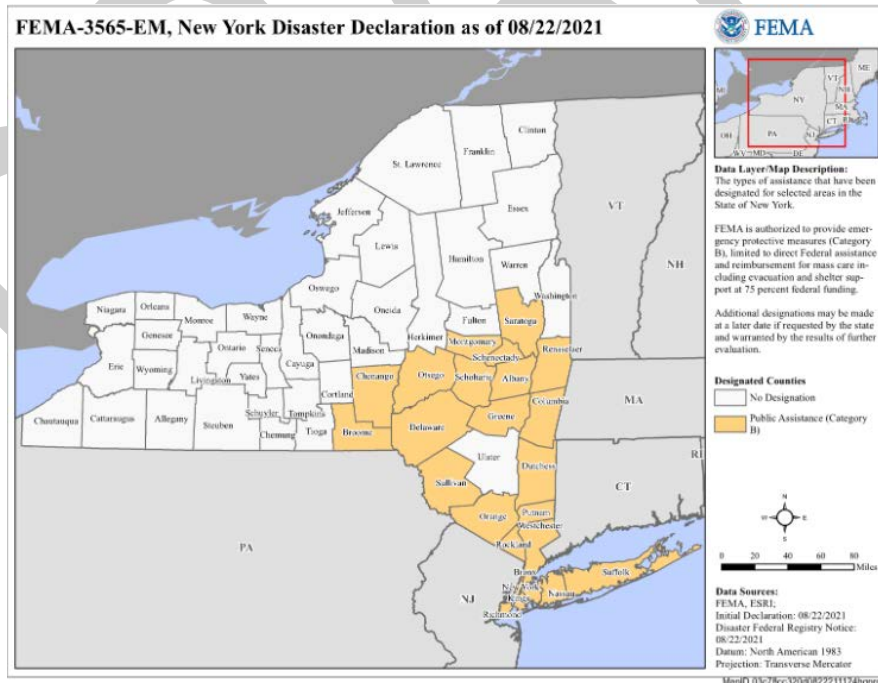 FEMA-3565-EM, New York Disaster Declaration as of 08/22/2021
FEMA
ME
VT
NH
MI
NY
MA
CT
RI
PA
OH
NJ
WV
MD
DE
Clinton
Franklin
St. Lawrence
Essex
VT
Jefferson
Lewis
Hamilton
NH
Warren
Oswego
Washington
Oneida
Niagara
Orleans
Monroe
Wayne
Fulton
Saratoga
Genesee
Onondaga
Herkimer
Montgomery
Ontario
Seneca
Madison
Schenectady
Rensselaer
Erie
Wyoming
Cayuga
Livingston
Yates
Chenango
Otsego
Schoharie
Albany
Cortland
Columbia
MA
Chautauqua
Cattaraugus
Allegany
Steuben
Schuyler
Tompkins
Greene
Chemung
Tioga
Broome
Delaware
Ulster
RI
Dutchess
CT
Sullivan
Orange
Putnam
Westchester
PA
Rockland
Bronx
Suffolk
New York
Kings
Nassau
NJ
Richmond
Data Layer/Map Description:
The types of assistance that have been
designated for selected areas in the
State of New York.
FEMA is authorized to provide emer-
gency protective measures (Category
B), limited to direct Federal assistance
and reimbursement for mass care in-
cluding evacuation and shelter sup-
port at 75 percent federal funding.
Additional designations may be made
at a later date if requested by the state
and warranted by the results of further
evaluation.
Designated Counties
No Designation
Public Assistance (Category
B)
N
W
E
S
0 20 40 60 80
Miles
Data Sources:
FEMA, ESRI;
Initial Declaration: 08/22/2021
Disaster Federal Registry Notice:
08/22/2021
Datum: North American 1983
Projection: Transverse Mercator